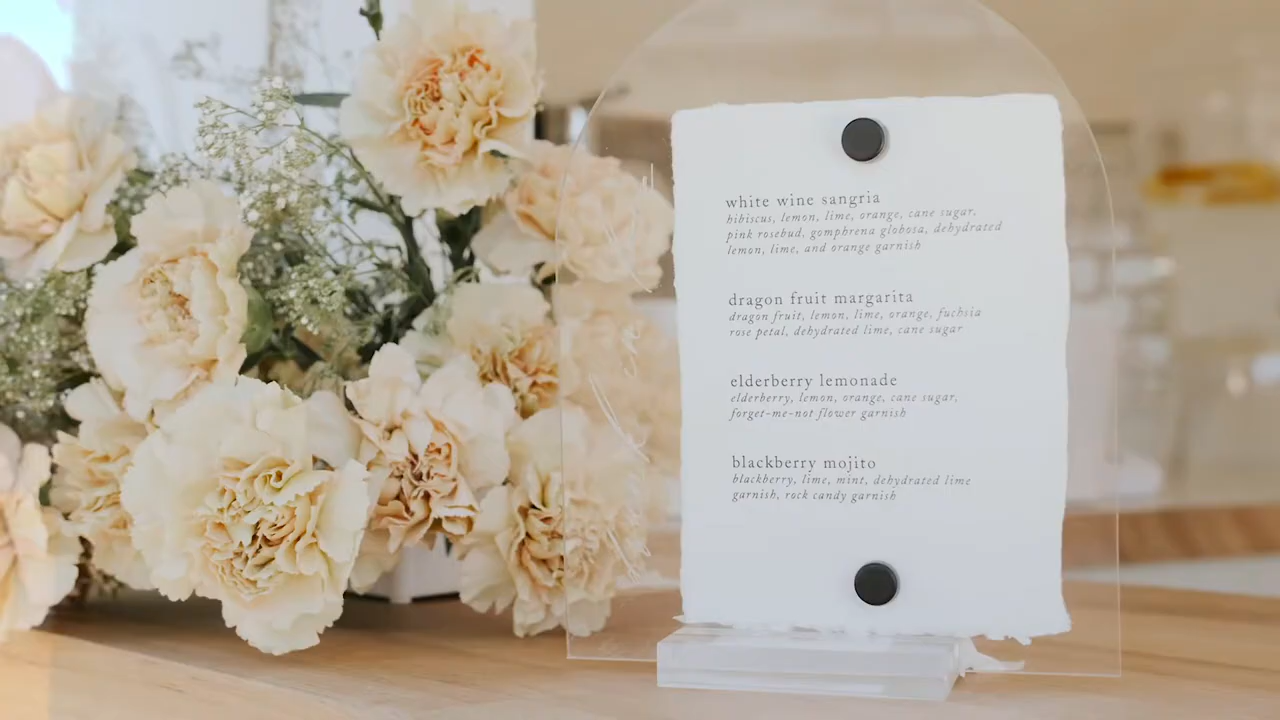 white wine sangria
hibiscus, lemon, lime, orange, cane sugar,
pink rosebud, gomphrena globosa, dehydrated
lemon, lime, and orange garnish
dragon fruit margarita
dragon fruit, lemon, lime, orange, fuchsia
rose petal, dehydrated lime, cane sugar
elderberry lemonade
elderberry, lemon, orange, cane sugar,
forget-me-not flower garnish
blackberry mojito
blackberry, lime, mint, dehydrated lime
garnish, rock candy garnish